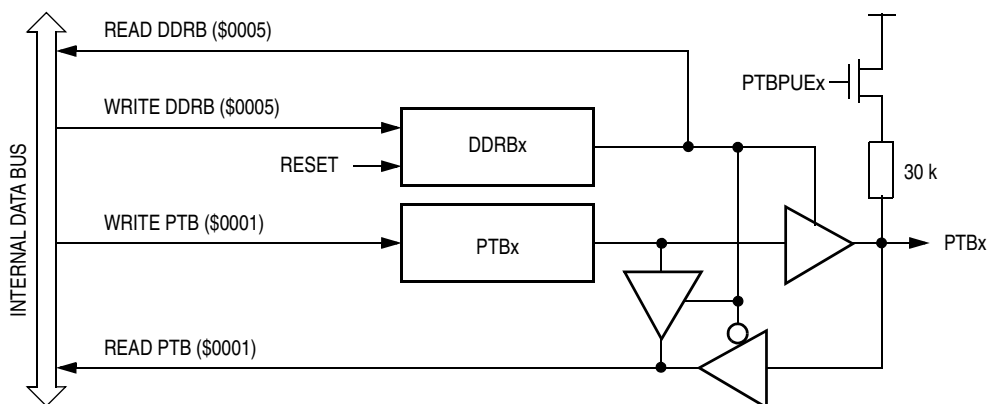 READ DDRB ($0005)
PTBPUEx
WRITE DDRB ($0005)
DDRBx
RESET
30 k
WRITE PTB ($0001)
PTBx
PTBx
INTERNAL DATA BUS
READ PTB ($0001)